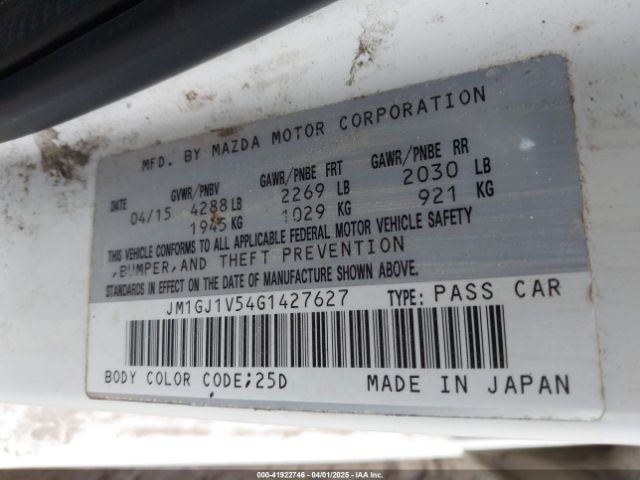 MFD. BY MAZDA MOTOR CORPORATION
DATE GVWR/PNBV GAWR/PNBE FRT GAWR/PNBE RR
04/15 4288 LB 2269 LB 2030 LB
1945 KG 1029 KG 921 KG
THIS VEHICLE CONFORMS TO ALL APPLICABLE FEDERAL MOTOR VEHICLE SAFETY
,BUMPER,AND THEFT PREVENTION
STANDARDS IN EFFECT ON THE DATE OF MANUFACTURE SHOWN ABOVE.
JM1GJ1V54G1427627 TYPE: PASS CAR
BODY COLOR CODE;25D MADE IN JAPAN
000-41922746 - 04/01/2025 - IAA Inc.